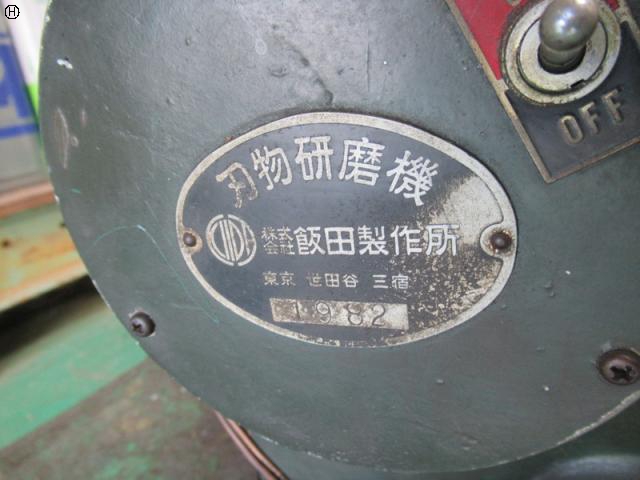 H
OFF
刃物研磨機
株式会社 飯田製作所
東京 世田谷 三宿
1982